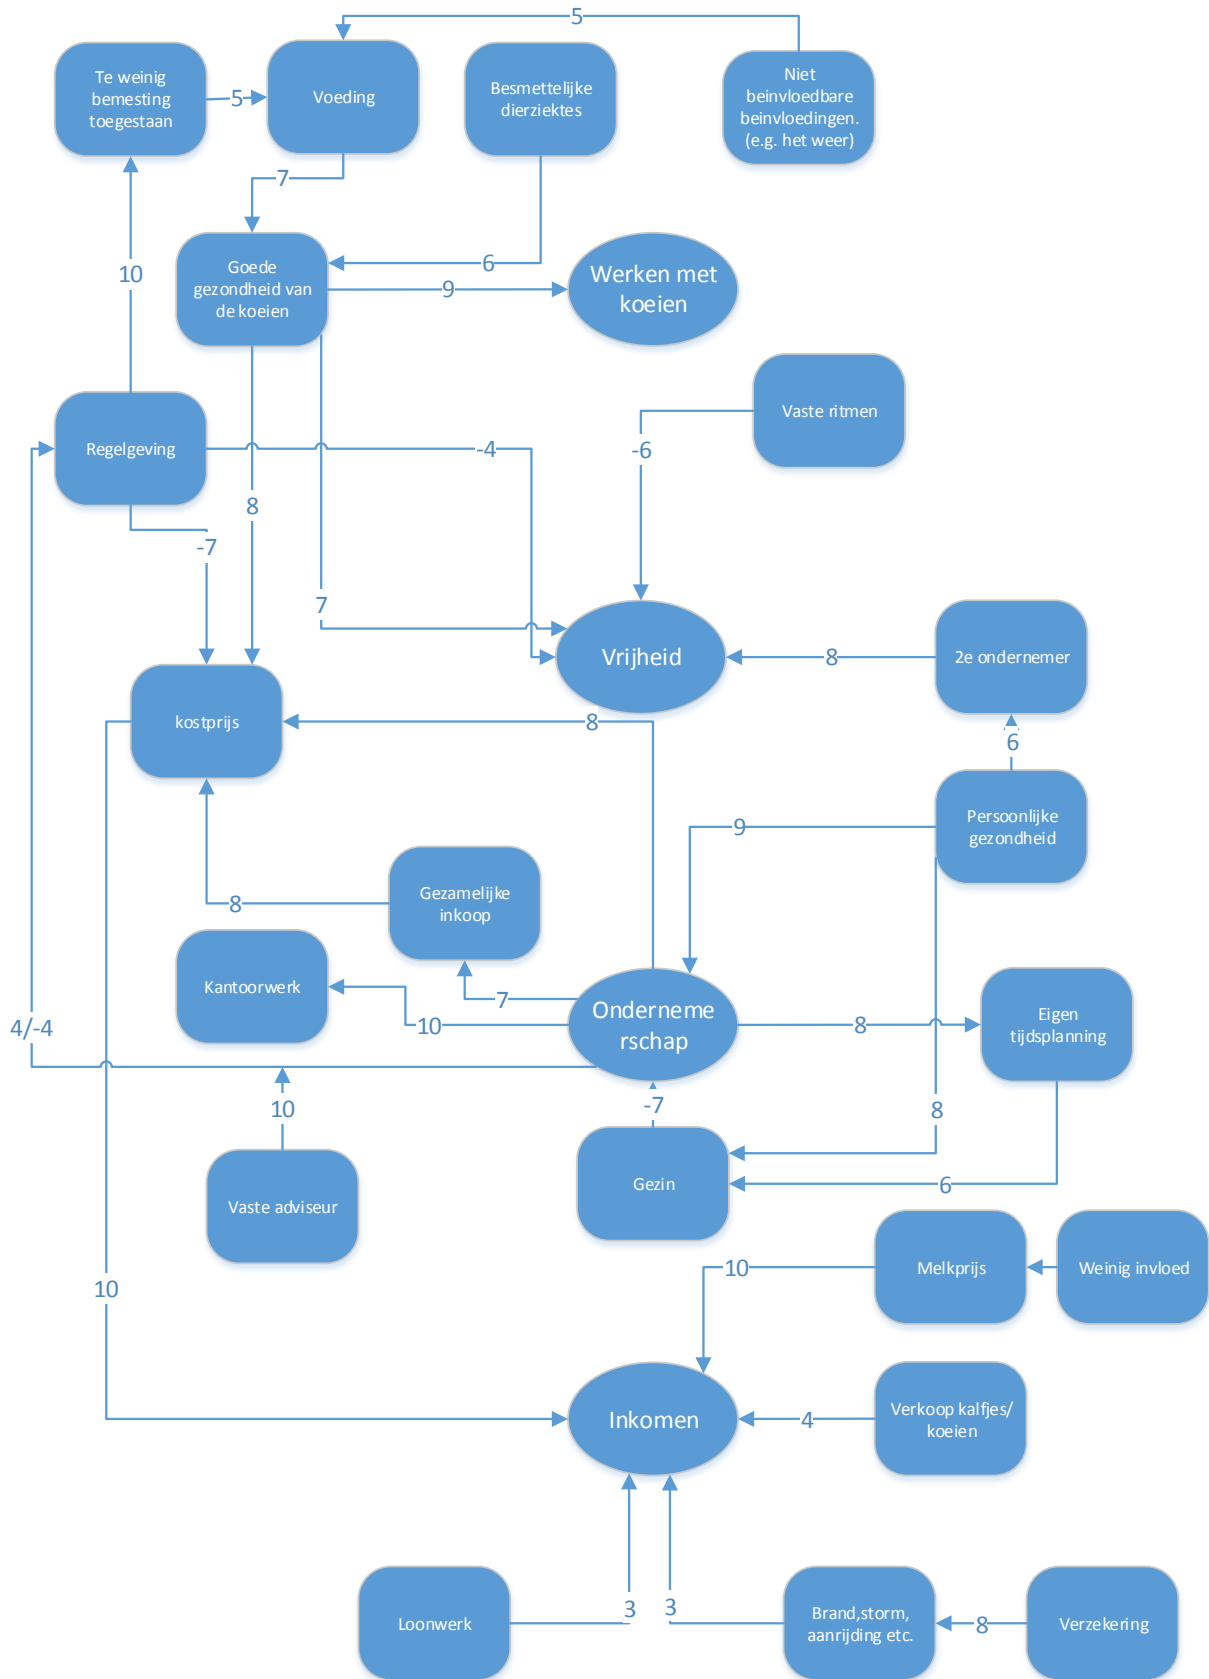 5
Te weinig
bemesting
toegestaan
5
Voeding
Besmettelijke
dierziektes
Niet
beinvloedbare
beinvloedingen.
(e.g. het weer)
7
10
Goede
gezondheid van
de koeien
6
9
Werken met
koeien
Vaste ritmen
Regelgeving
-4
-6
8
-7
7
Vrijheid
8
2e ondernemer
kostprijs
8
6
9
Persoonlijke
gezondheid
Gezamelijke
inkoop
8
Kantoorwerk
7
10
Onderneme
rschap
8
Eigen
tijdsplanning
4/-4
10
-7
8
Vaste adviseur
Gezin
6
10
10
Melkprijs
Weinig invloed
Inkomen
4
Verkoop kalfjes/
koeien
Loonwerk
3
3
Brand,storm,
aanrijding etc.
8
Verzekering